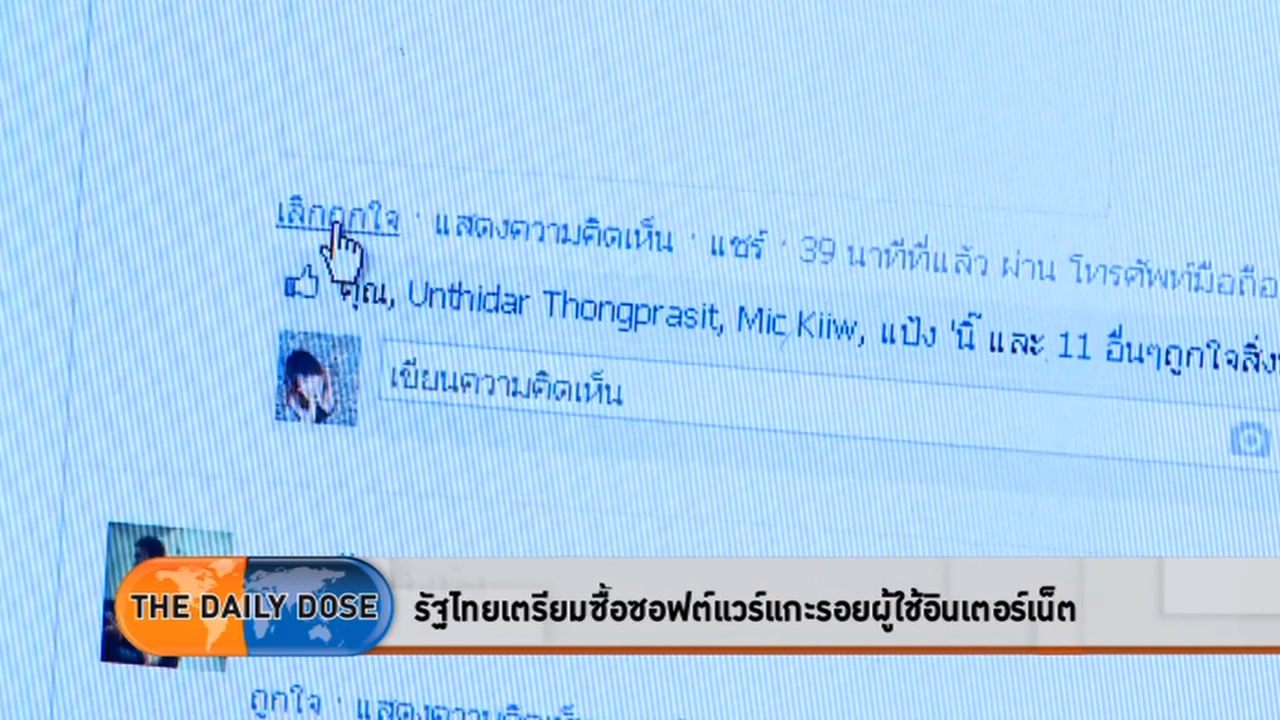 เลิกถูกใจ · แสดงความคิดเห็น · แชร์ · 39 นาทีที่แล้ว ผ่าน โทรศัพท์มือถือ
คุณ, Unthidar Thongprasit, Mic Kiiw, แป้ง 'นี๊ และ 11 อื่นๆถูกใจสิ่ง
เขียนความคิดเห็น
THE DAILY DOSE รัฐไทยเตรียมซื้อซอฟต์แวร์แกะรอยผู้ใช้อินเตอร์เน็ต
ถูกใจ · แสดงความคิดเห็น